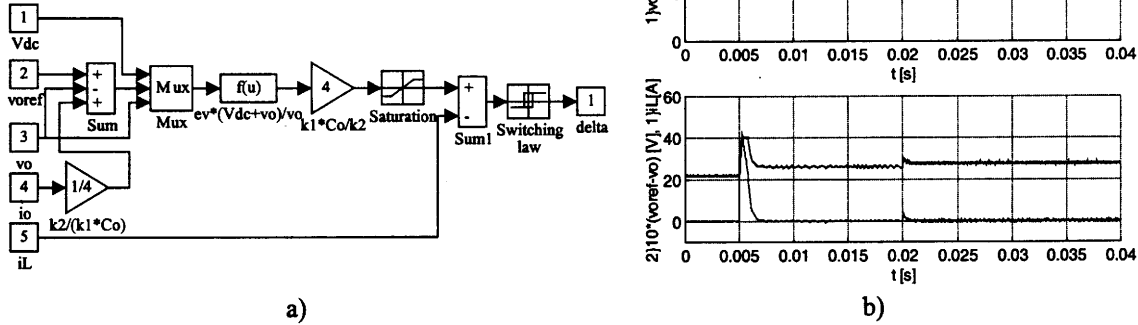 1
Vdc
2
voref
3
vo
4
io
5
iL
+
-
+
Sum
1/4
k2/(k1*Co)
Mux
Mux
f(u)
ev*(Vdc+vo)/vo
4
k1*Co/k2
Saturation
+
-
Sum1
Switching
law
1
delta
a)
1}vo
0
0
0.005
0.01
0.015
0.02
0.025
0.03
0.035
0.04
t [s]
2}10*(voref-vo) [V], 1}iL[A]
60
40
20
0
0
0.005
0.01
0.015
0.02
0.025
0.03
0.035
0.04
t [s]
b)